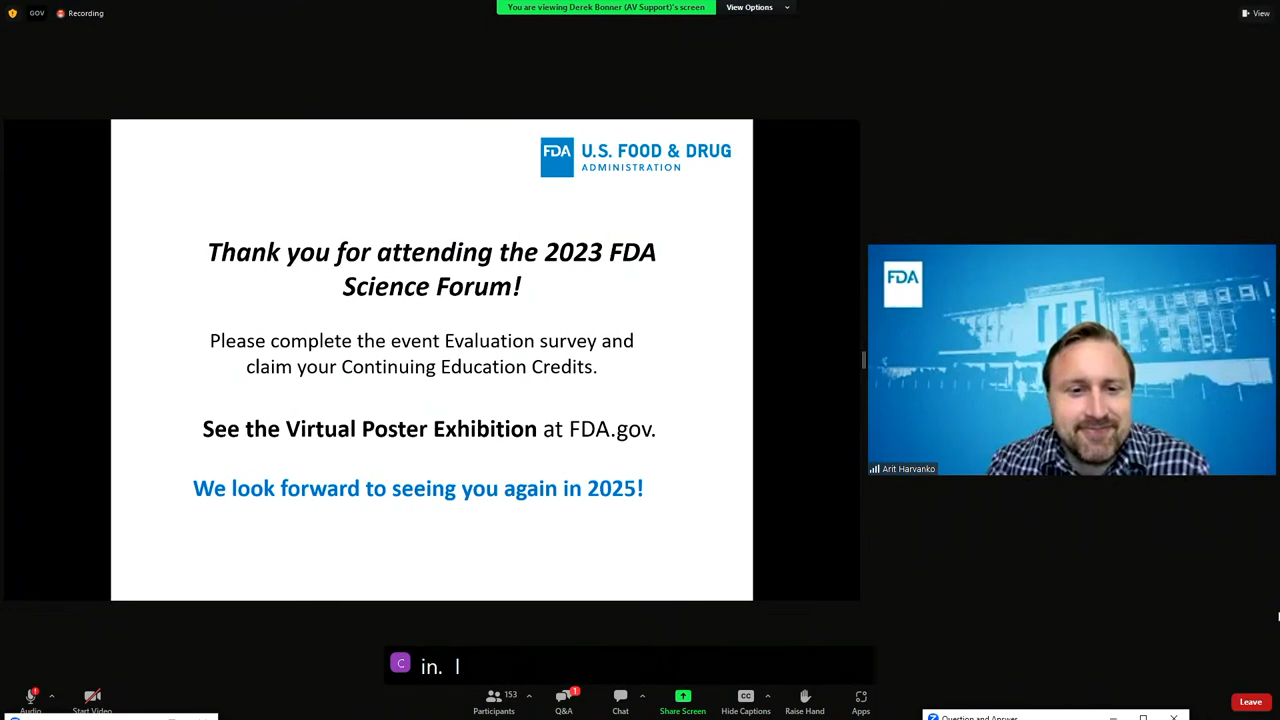 GOV
Recording
You are viewing Derek Bonner (AV Support)'s screen
View Options
View
FDA
U.S. FOOD & DRUG
ADMINISTRATION
Thank you for attending the 2023 FDA
Science Forum!
Please complete the event Evaluation survey and
claim your Continuing Education Credits.
See the Virtual Poster Exhibition at FDA.gov.
We look forward to seeing you again in 2025!
FDA
Arit Harvanko
C
in. I
153
1
CC
Audio
Start Video
Participants
Q&A
Chat
Share Screen
Hide Captions
Raise Hand
Apps
Leave
Question and Answer